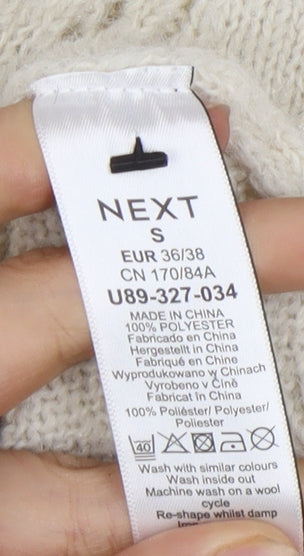 NEXT
S
EUR 36/38
CN 170/84A
U89-327-034
MADE IN CHINA
100% POLYESTER
Fabricado en China
Hergestellt in China
Fabriqué en Chine
Wyprodukowano w Chinach
Vyrobeno v Číně
Fabricat în China
100% Poliéster/ Polyester/
Poliester
40
Wash with similar colours
Wash inside out
Machine wash on a wool
cycle
Re-shape whilst damp